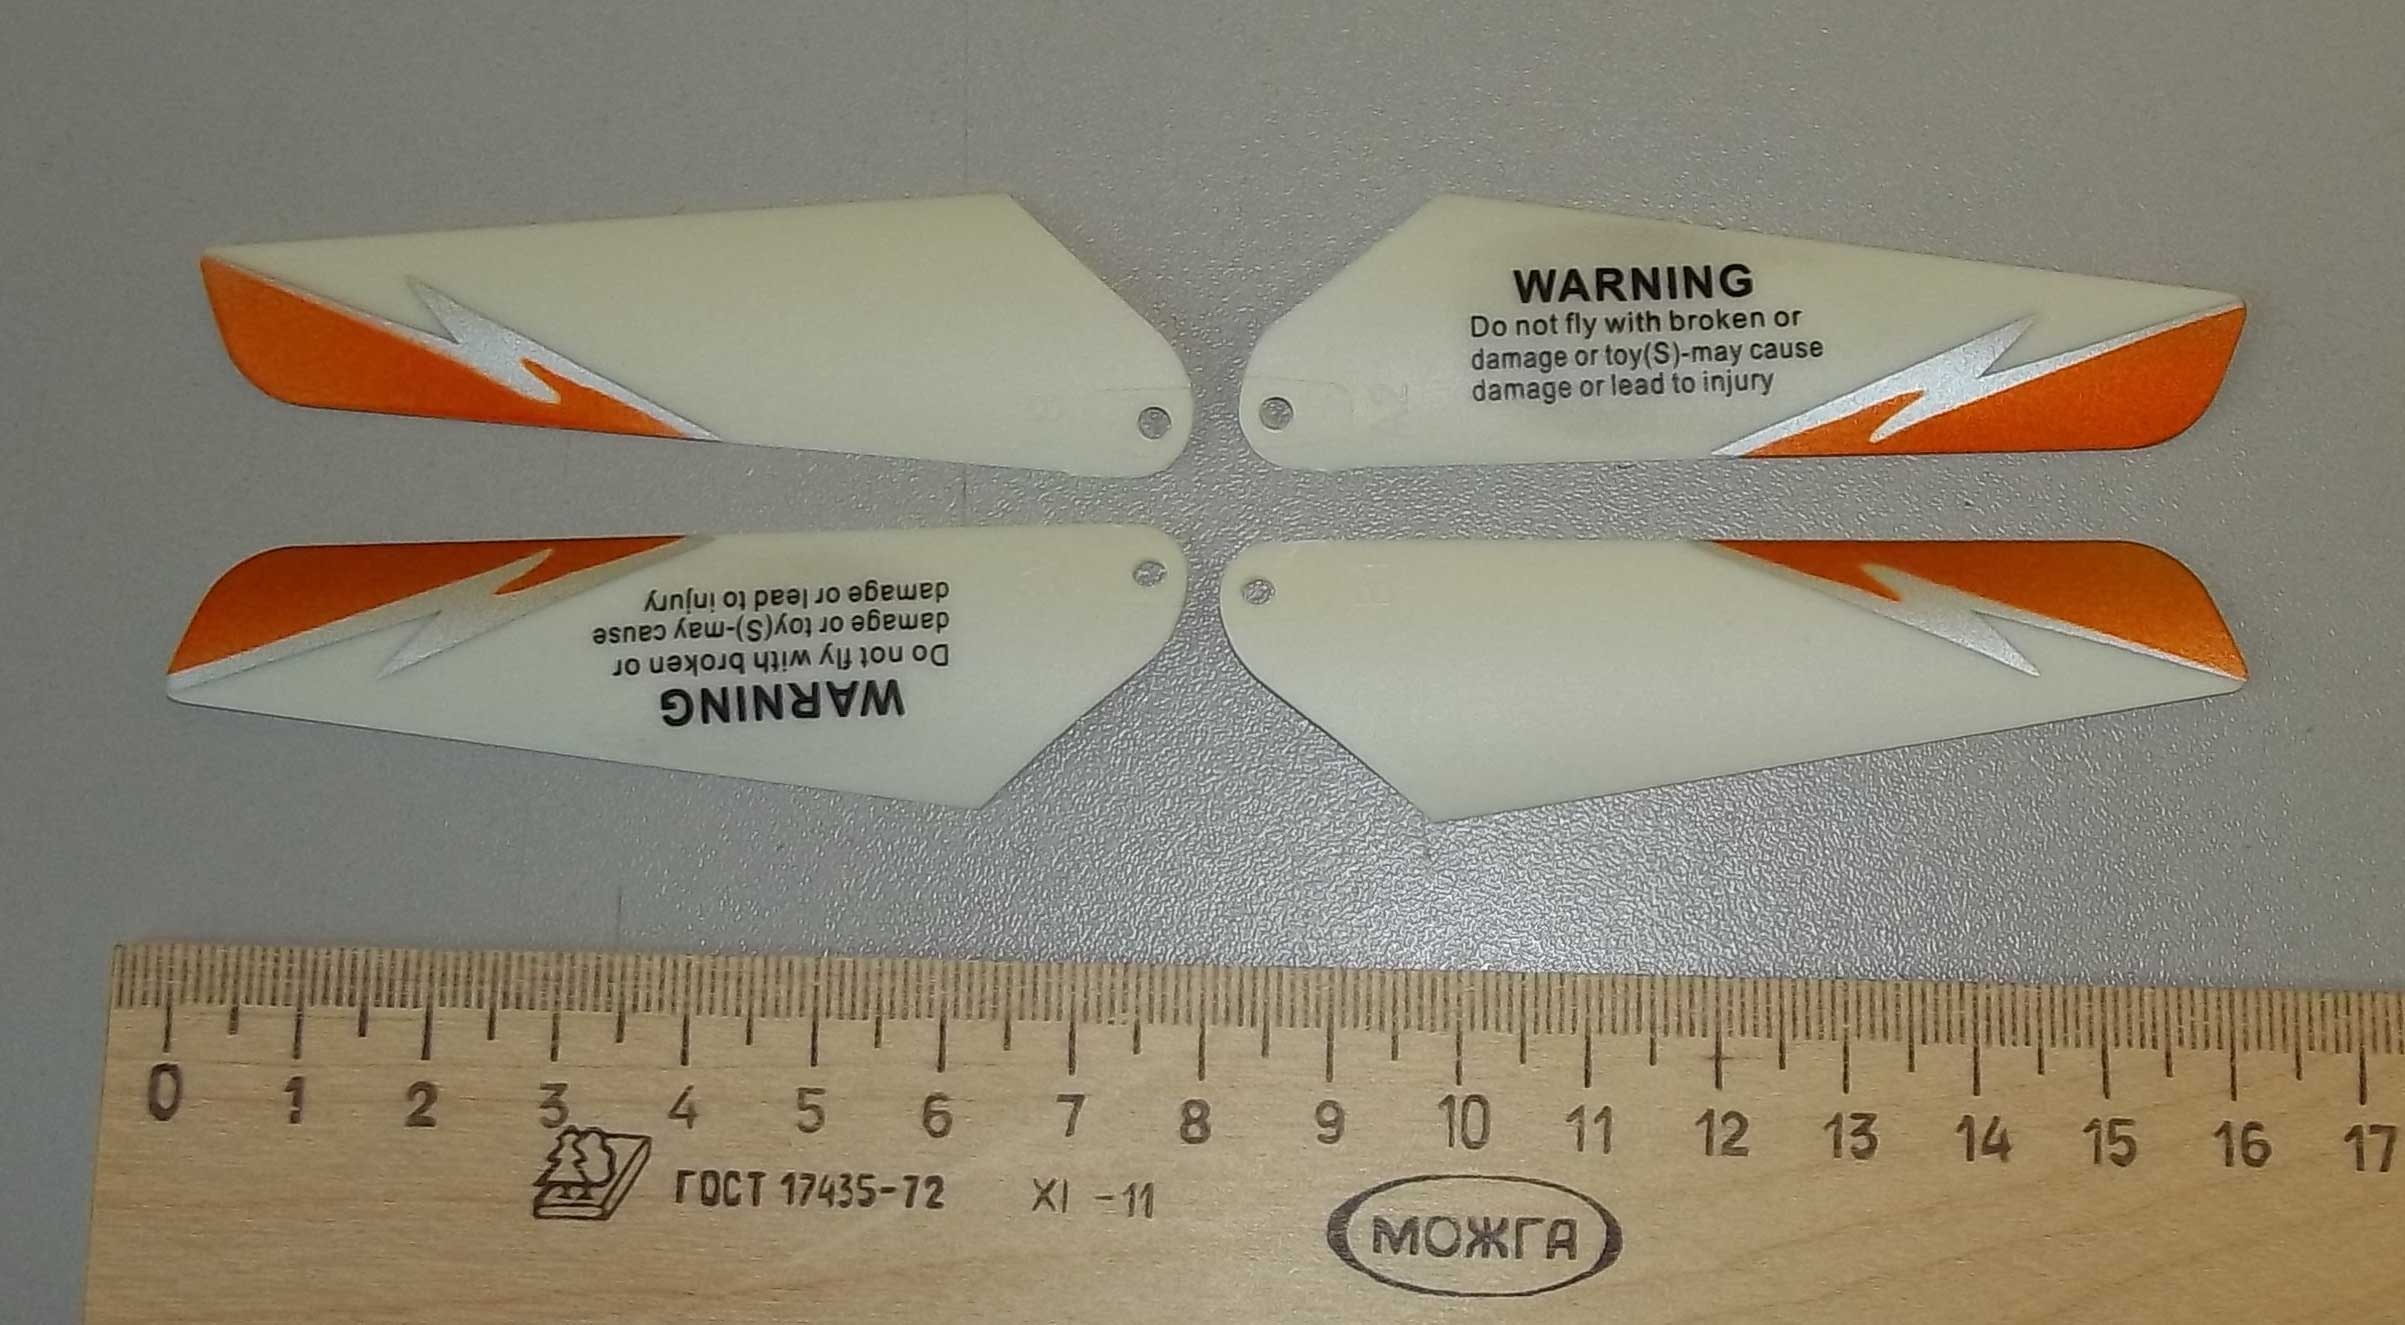 WARNING
Do not fly with broken or
damage or toy(S)-may cause
damage or lead to injury
WARNING
Do not fly with broken or
damage or toy(S)-may cause
damage or lead to injury
0 1 2 3 4 5 6 7 8 9 10 11 12 13 14 15 16 17
ГОСТ 17435-72 XI -11
МОЖГА